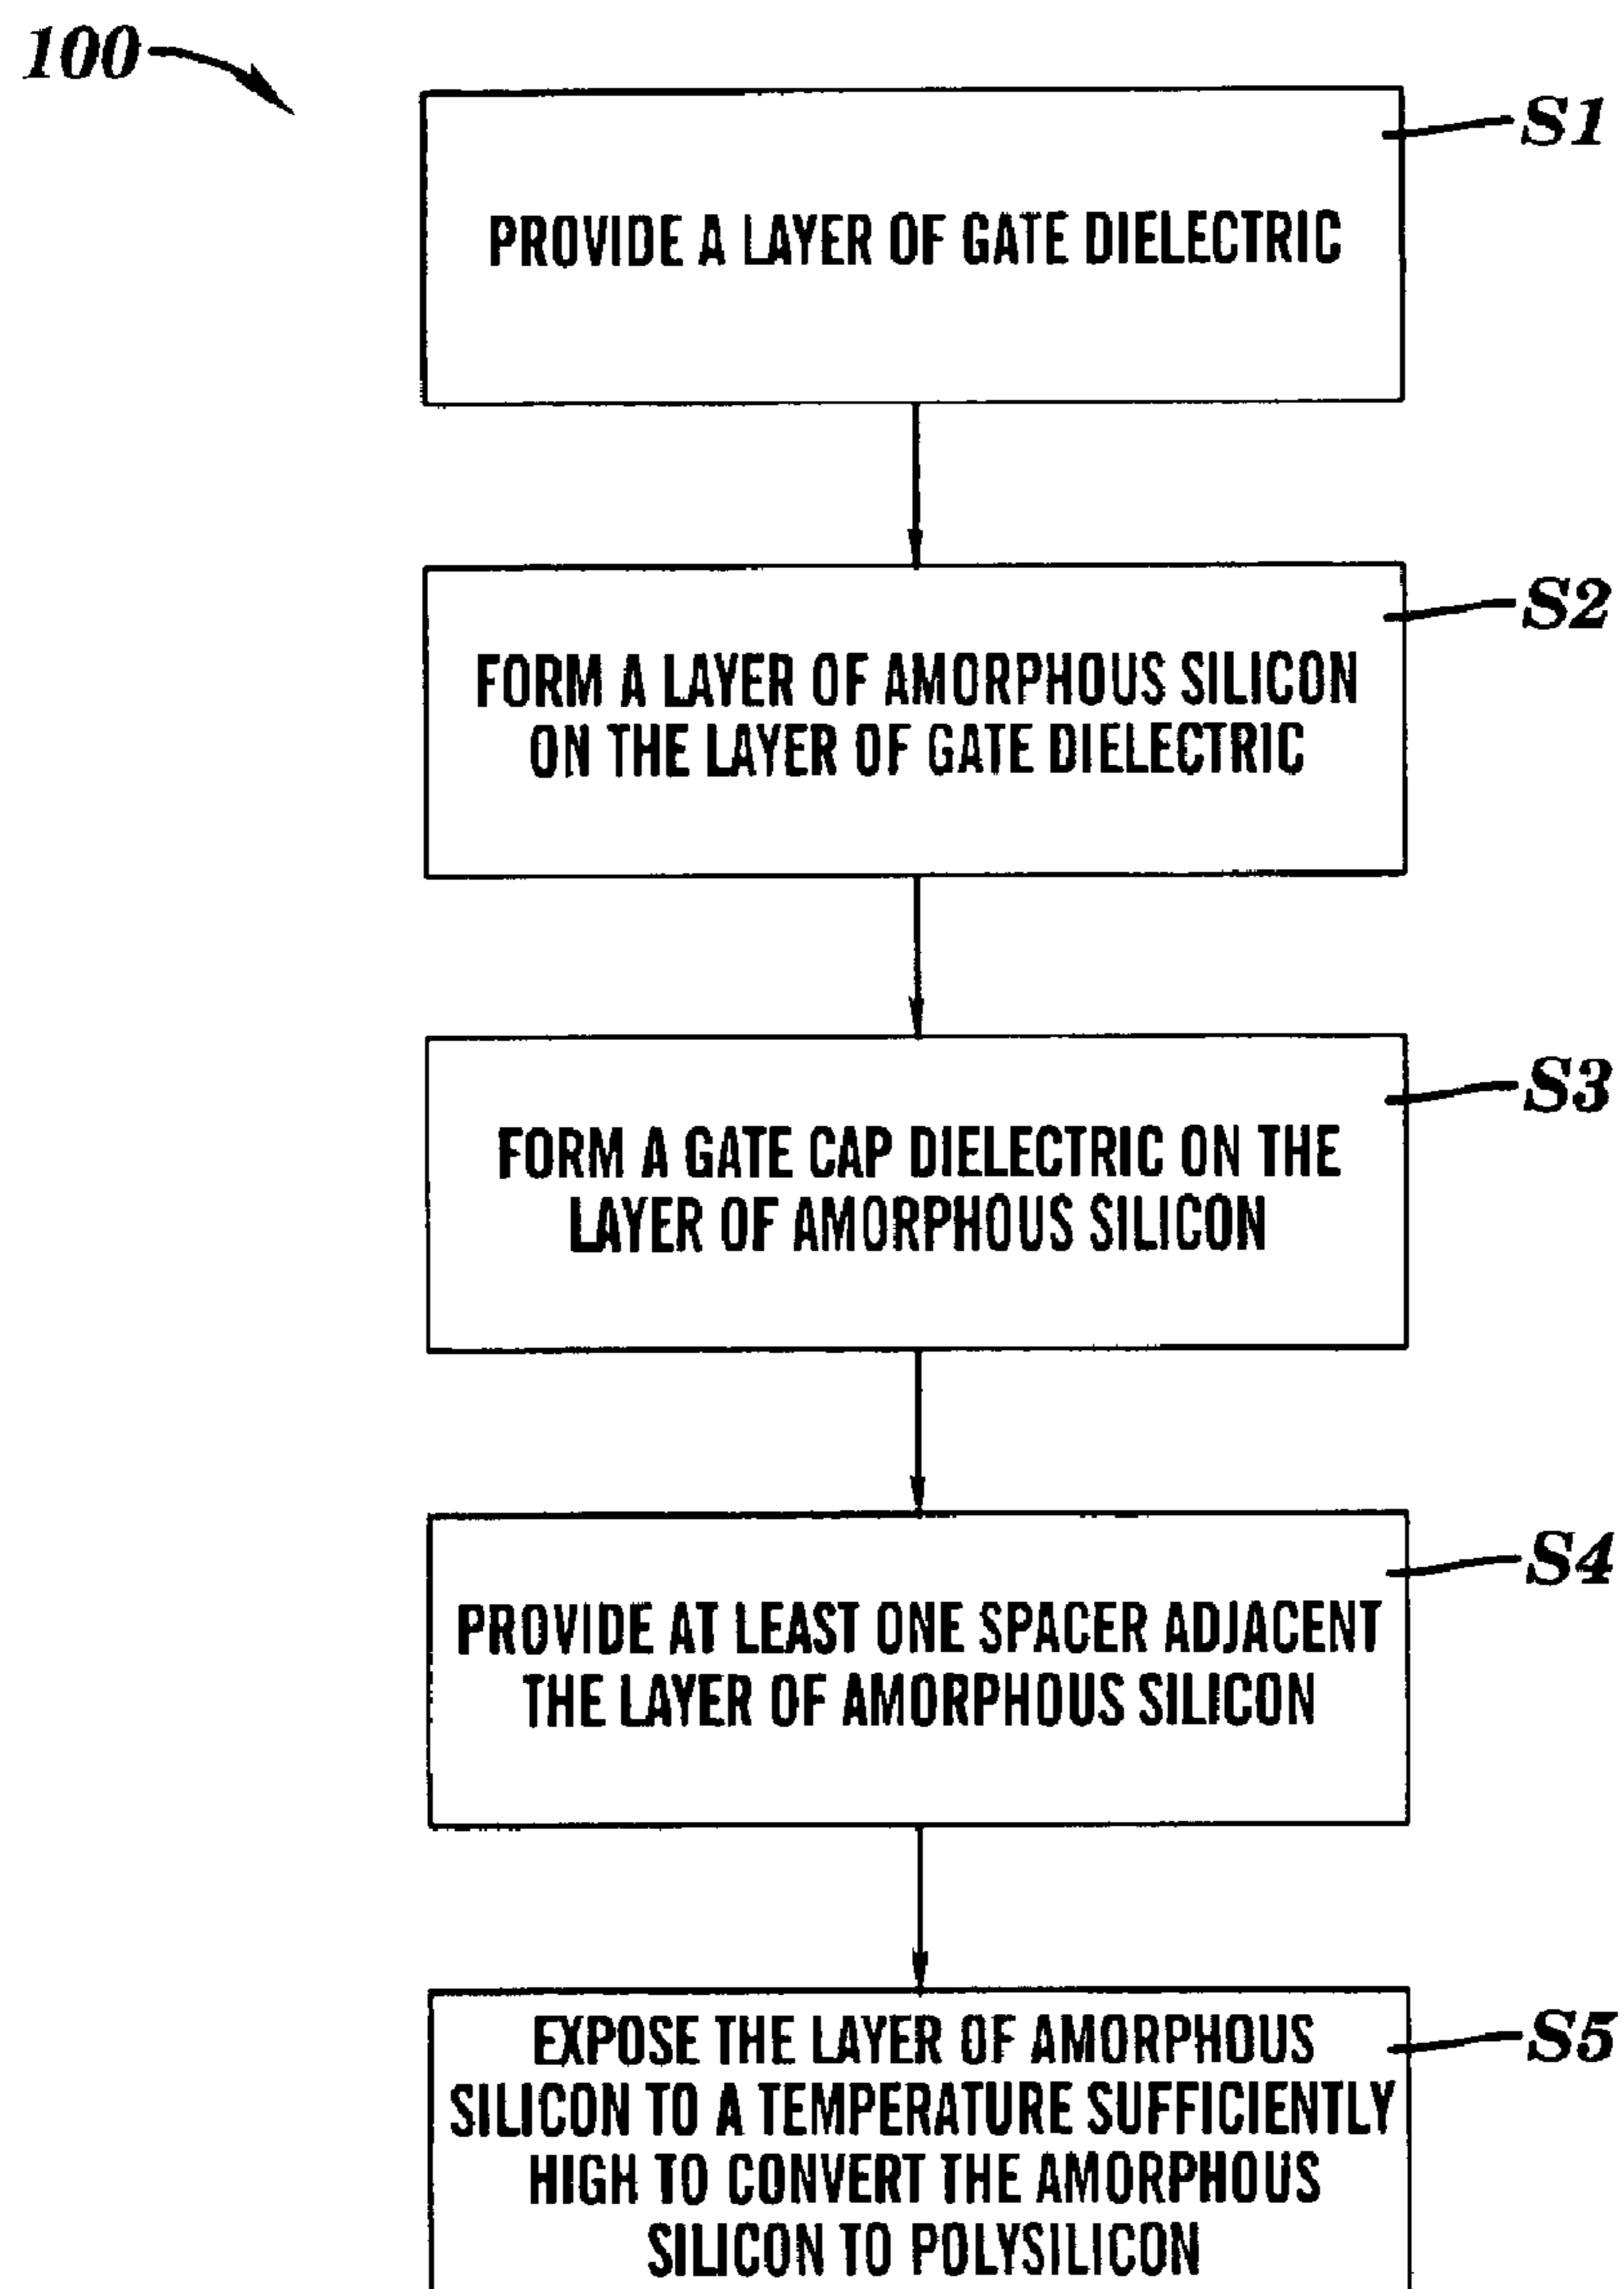 100
S1
PROVIDE A LAYER OF GATE DIELECTRIC
S2
FORM A LAYER OF AMORPHOUS SILICON
ON THE LAYER OF GATE DIELECTRIC
S3
FORM A GATE CAP DIELECTRIC ON THE
LAYER OF AMORPHOUS SILICON
S4
PROVIDE AT LEAST ONE SPACER ADJACENT
THE LAYER OF AMORPHOUS SILICON
S5
EXPOSE THE LAYER OF AMORPHOUS
SILICON TO A TEMPERATURE SUFFICIENTLY
HIGH TO CONVERT THE AMORPHOUS
SILICON TO POLYSILICON